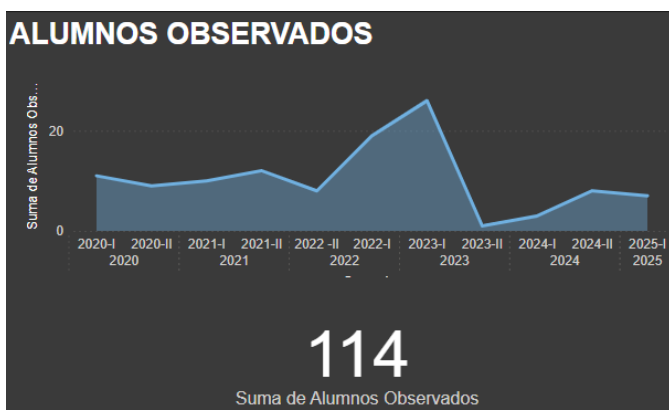 ALUMNOS OBSERVADOS
Suma de Alumnos Obs...
20
0
2020-I 2020-II 2021-I 2021-II 2022 -II 2022-I 2023-I 2023-II 2024-I 2024-II 2025-I
2020 2021 2022 2023 2024 2025
114
Suma de Alumnos Observados